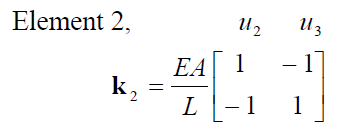 Element 2, u₂ u₃
k₂ = EA/L [ 1 −1
−1 1 ]